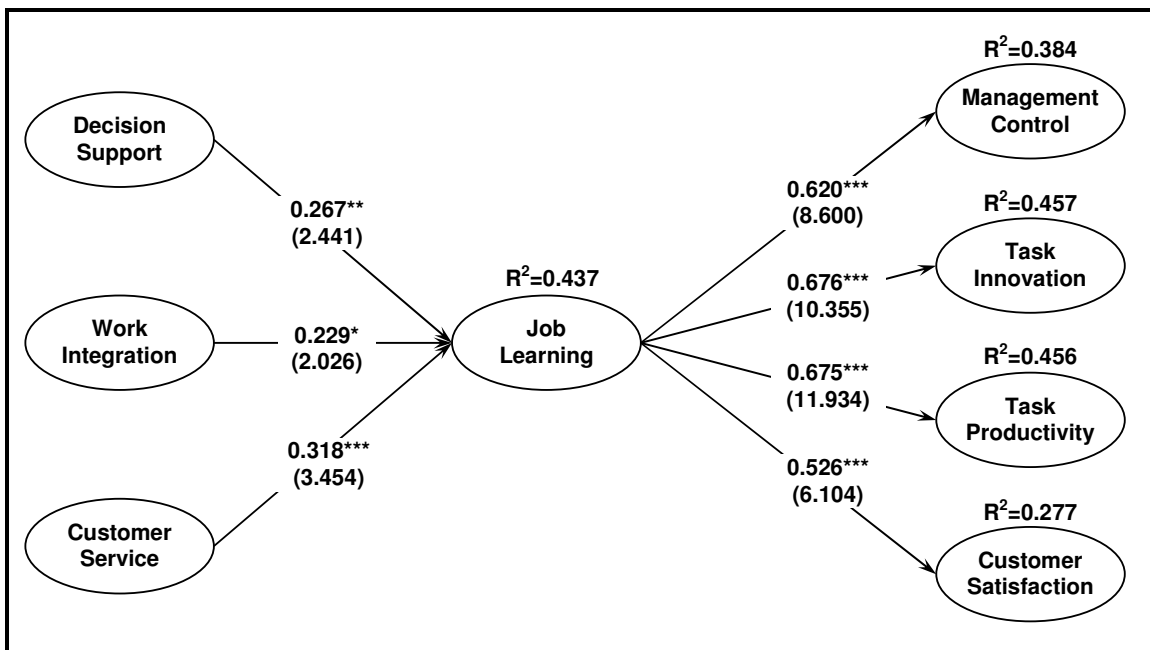 Decision
Support
0.267**
(2.441)
Work
Integration
0.229*
(2.026)
Customer
Service
0.318***
(3.454)
R²=0.437
Job
Learning
0.620***
(8.600)
0.676***
(10.355)
0.675***
(11.934)
0.526***
(6.104)
R²=0.384
Management
Control
R²=0.457
Task
Innovation
R²=0.456
Task
Productivity
R²=0.277
Customer
Satisfaction